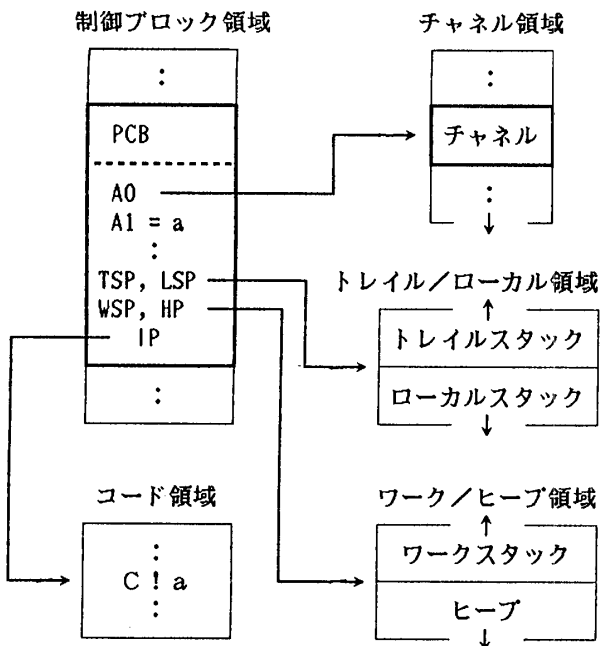 制御ブロック領域
:
PCB
A0
A1 = a
:
TSP, LSP
WSP, HP
IP
:
チャネル領域
:
チャネル
:
↓
トレイル／ローカル領域
↑
トレイルスタック
ローカルスタック
↓
コード領域
:
C ! a
:
ワーク／ヒープ領域
↑
ワークスタック
ヒープ
↓